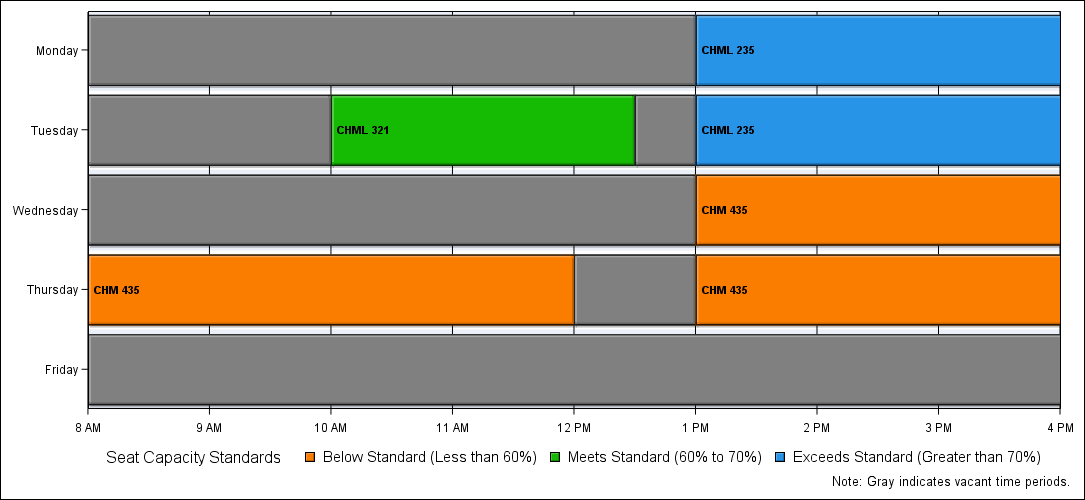 Monday
CHML 235
Tuesday
CHML 321
CHML 235
Wednesday
CHM 435
Thursday
CHM 435
CHM 435
Friday
8 AM 9 AM 10 AM 11 AM 12 PM 1 PM 2 PM 3 PM 4 PM
Seat Capacity Standards Below Standard (Less than 60%) Meets Standard (60% to 70%) Exceeds Standard (Greater than 70%)
Note: Gray indicates vacant time periods.